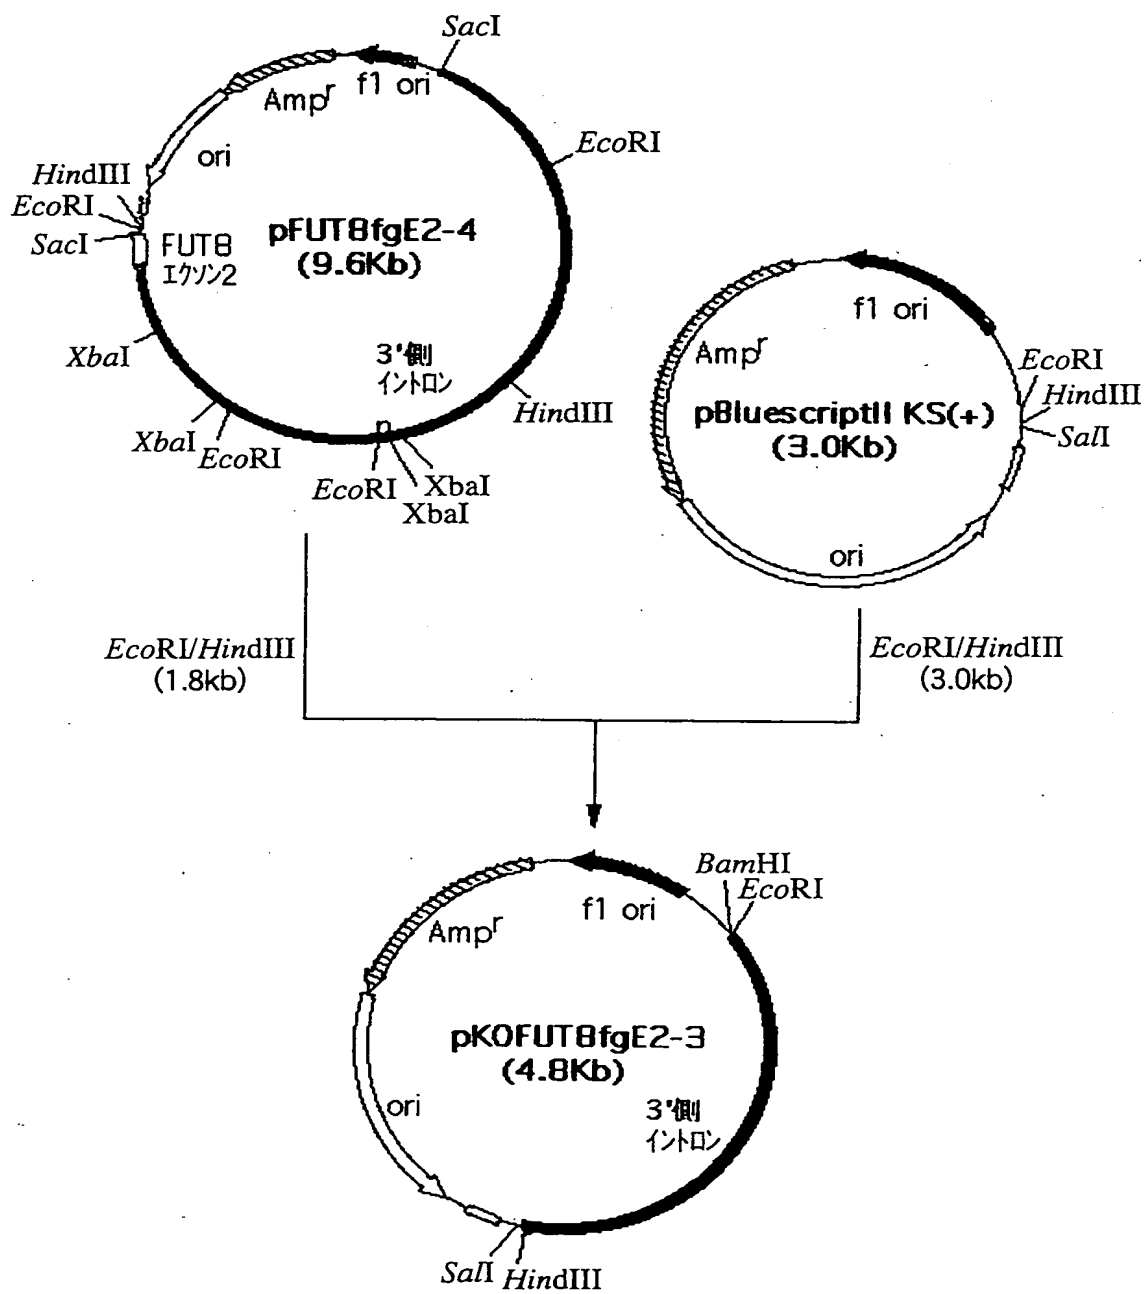 SacI
f1 ori
Ampr
EcoRI
ori
HindIII
EcoRI
SacI
FUT8
エクソン2
pFUT8fgE2-4
(9.6Kb)
XbaI
3'側
イントロン
HindIII
XbaI
EcoRI
EcoRI
XbaI
XbaI
f1 ori
Ampr
EcoRI
HindIII
SalI
pBluescriptII KS(+)
(3.0Kb)
ori
EcoRI/HindIII
(1.8kb)
EcoRI/HindIII
(3.0kb)
BamHI
EcoRI
f1 ori
Ampr
pKOFUT8fgE2-3
(4.8Kb)
ori
3'側
イントロン
SalI
HindIII